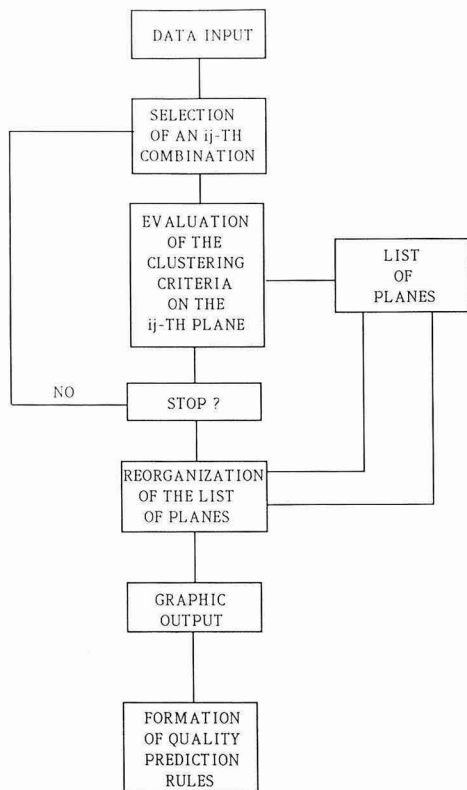 DATA INPUT
SELECTION
OF AN ij-TH
COMBINATION
EVALUATION
OF THE
CLUSTERING
CRITERIA
ON THE
ij-TH PLANE
LIST
OF
PLANES
NO
STOP ?
REORGANIZATION
OF THE LIST
OF PLANES
GRAPHIC
OUTPUT
FORMATION
OF QUALITY
PREDICTION
RULES